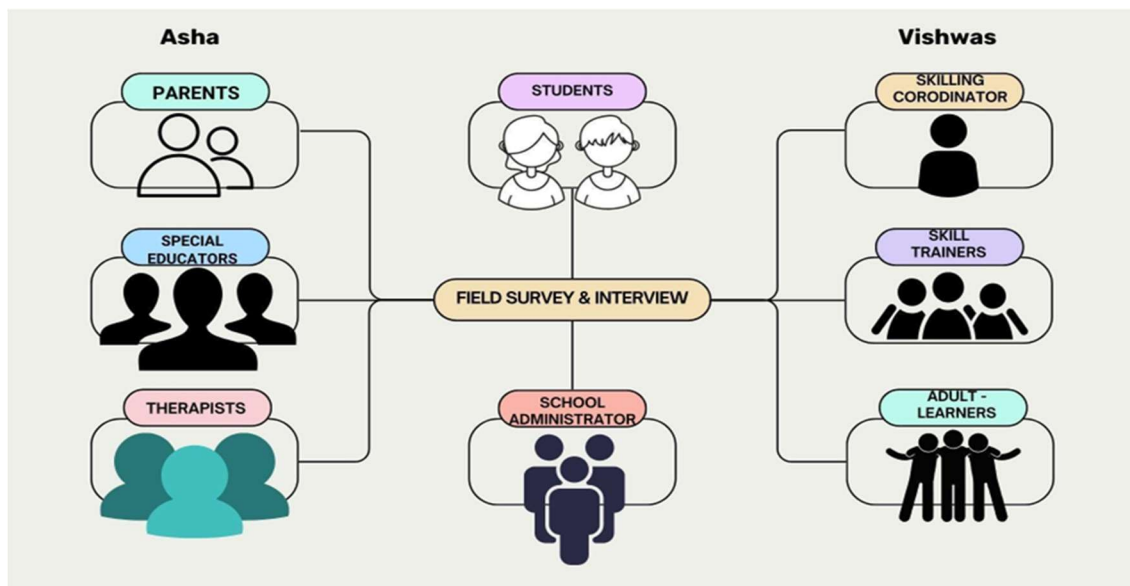 Asha
Vishwas
PARENTS
STUDENTS
SKILLING
CORODINATOR
SPECIAL
EDUCATORS
SKILL
TRAINERS
FIELD SURVEY & INTERVIEW
THERAPISTS
SCHOOL
ADMINISTRATOR
ADULT -
LEARNERS